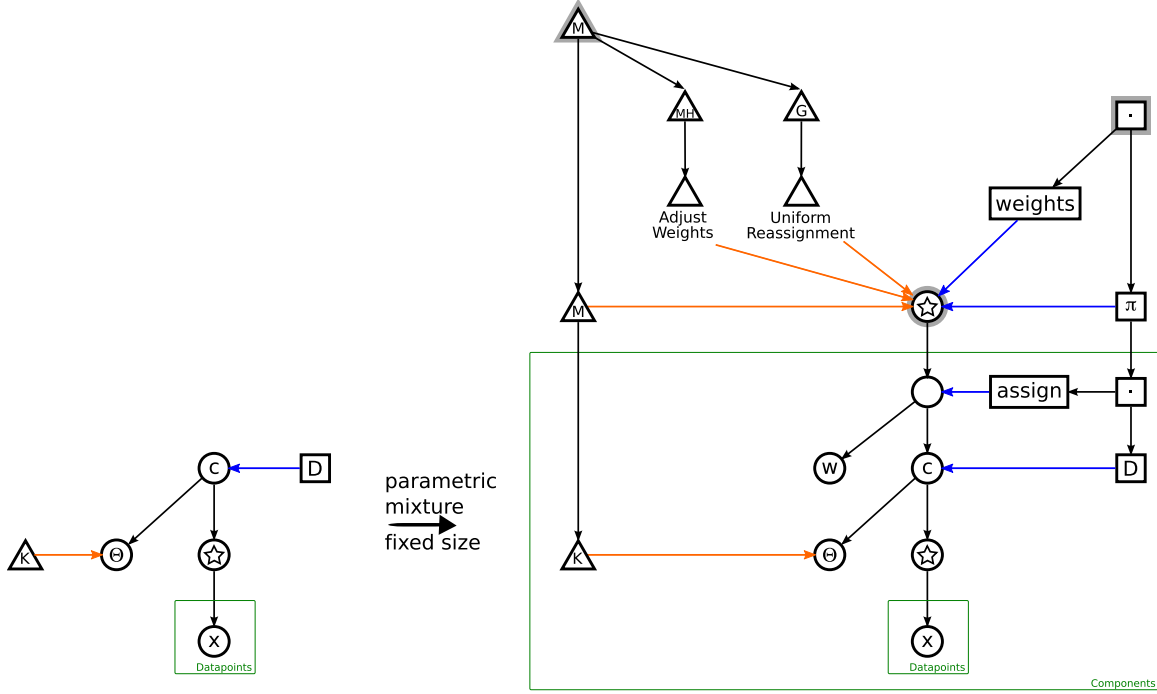 M
MH
G
·
Adjust
Weights
Uniform
Reassignment
weights
M
π
assign
·
parametric
mixture
fixed size
c
D
w
c
D
K
Θ
K
Θ
x
Datapoints
x
Datapoints
Components